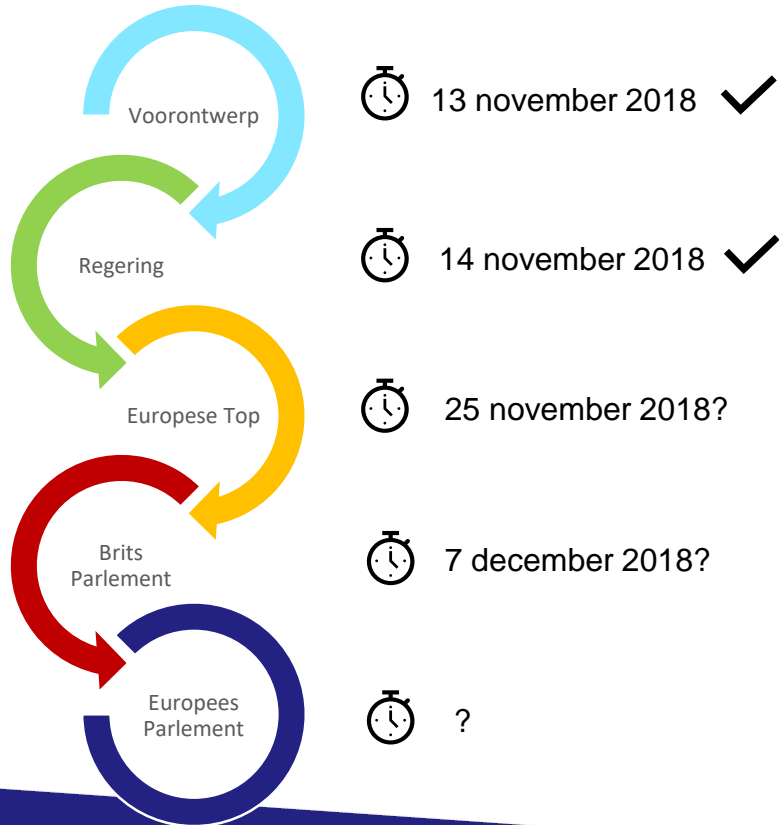 Voorontwerp
13 november 2018
Regering
14 november 2018
Europese Top
25 november 2018?
Brits
Parlement
7 december 2018?
Europees
Parlement
?